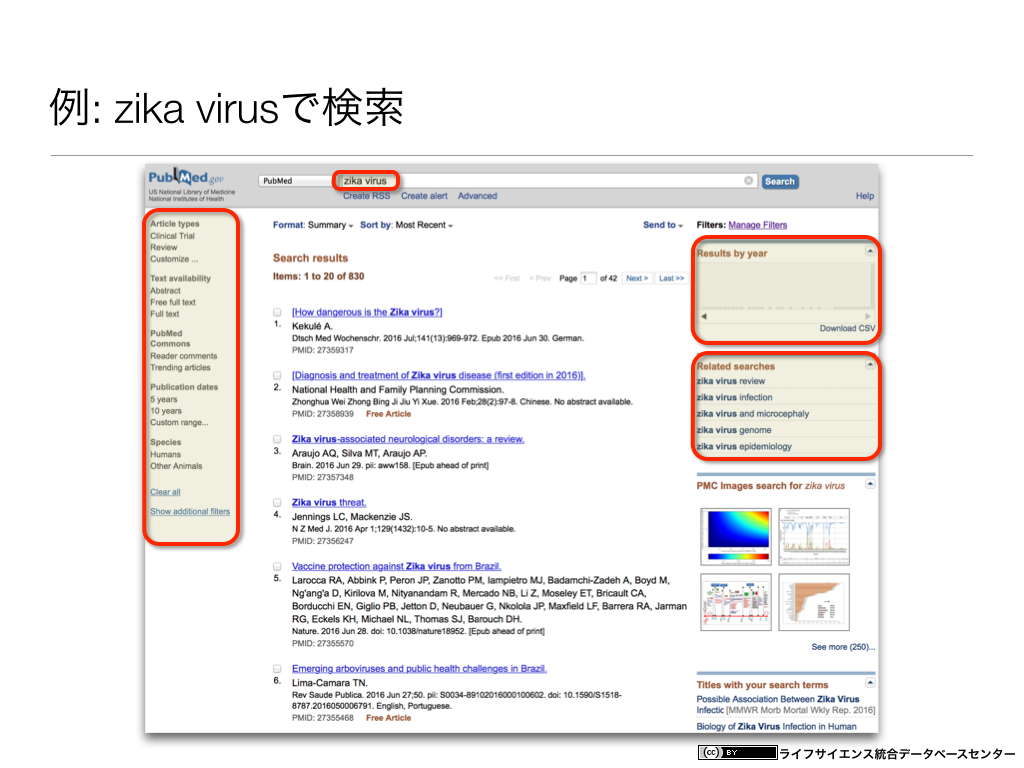 例: zika virusで検索
PubMed.gov
US National Library of Medicine
National Institutes of Health
PubMed
zika virus
Search
Create RSS Create alert Advanced
Help
Article types
Clinical Trial
Review
Customize ...
Text availability
Abstract
Free full text
Full text
PubMed
Commons
Reader comments
Trending articles
Publication dates
5 years
10 years
Custom range...
Species
Humans
Other Animals
Clear all
Show additional filters
Format: Summary Sort by: Most Recent
Send to
Search results
Items: 1 to 20 of 830
<< First < Prev Page 1 of 42 Next > Last >>
[How dangerous is the Zika virus?]
1. Kekulé A.
Dtsch Med Wochenschr. 2016 Jul;141(13):969-972. Epub 2016 Jun 30. German.
PMID: 27359317
[Diagnosis and treatment of Zika virus disease (first edition in 2016)].
2. National Health and Family Planning Commission.
Zhonghua Wei Zhong Bing Ji Jiu Yi Xue. 2016 Feb;28(2):97-8. Chinese. No abstract available.
PMID: 27358939 Free Article
Zika virus-associated neurological disorders: a review.
3. Araujo AQ, Silva MT, Araujo AP.
Brain. 2016 Jun 29. pii: aww158. [Epub ahead of print]
PMID: 27357348
Zika virus threat.
4. Jennings LC, Mackenzie JS.
N Z Med J. 2016 Apr 1;129(1432):10-5. No abstract available.
PMID: 27356247
Vaccine protection against Zika virus from Brazil.
5. Larocca RA, Abbink P, Peron JP, Zanotto PM, Iampietro MJ, Badamchi-Zadeh A, Boyd M,
Ng'ang'a D, Kirilova M, Nityanandam R, Mercado NB, Li Z, Moseley ET, Bricault CA,
Borducchi EN, Giglio PB, Jetton D, Neubauer G, Nkolola JP, Maxfield LF, Barrera RA, Jarman
RG, Eckels KH, Michael NL, Thomas SJ, Barouch DH.
Nature. 2016 Jun 28. doi: 10.1038/nature18952. [Epub ahead of print]
PMID: 27355570
Emerging arboviruses and public health challenges in Brazil.
6. Lima-Camara TN.
Rev Saude Publica. 2016 Jun 27;50. pii: S0034-89102016000100602. doi: 10.1590/S1518-
8787.2016050006791. English, Portuguese.
PMID: 27355468 Free Article
Filters: Manage Filters
Results by year
Download CSV
Related searches
zika virus review
zika virus infection
zika virus and microcephaly
zika virus genome
zika virus epidemiology
PMC Images search for zika virus
See more (250)...
Titles with your search terms
Possible Association Between Zika Virus
Infectic [MMWR Morb Mortal Wkly Rep. 2016]
Biology of Zika Virus Infection in Human
(cc) BY
ライフサイエンス統合データベースセンター